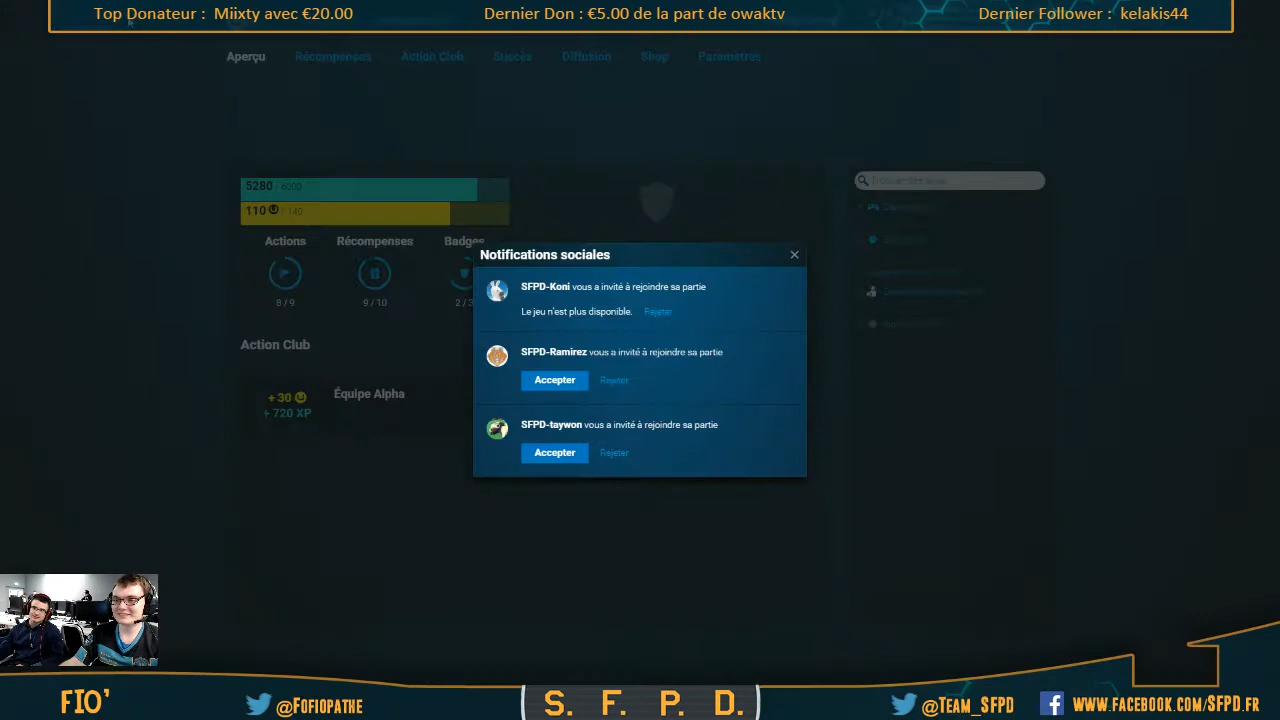 Top Donateur : Miixty avec €20.00
Dernier Don : €5.00 de la part de owaktv
Dernier Follower : kelakis44
Aperçu
Récompenses
Action Club
Succès
Diffusion
Shop
Paramètres
5280 / 6000
110 / 140
Actions
Récompenses
Badges
8 / 9
9 / 10
2 / 3
Action Club
+ 30
+ 720 XP
Équipe Alpha
Notifications sociales
SFPD-Koni vous a invité à rejoindre sa partie
Le jeu n'est plus disponible. Rejeter
SFPD-Ramirez vous a invité à rejoindre sa partie
Accepter Rejeter
SFPD-taywon vous a invité à rejoindre sa partie
Accepter Rejeter
FIO'
@Fofiopathe
S. F. P. D.
@Team_SFPD
www.facebook.com/SFPD.fr